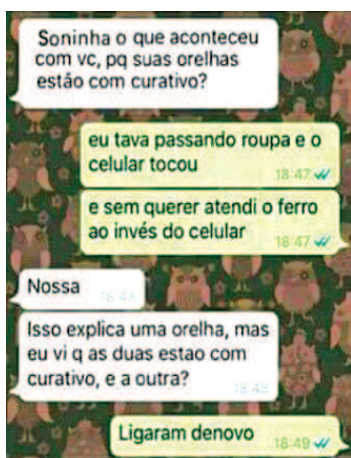 Soninha o que aconteceu
com vc, pq suas orelhas
estão com curativo?
eu tava passando roupa e o
celular tocou
18:47
e sem querer atendi o ferro
ao invés do celular
18:47
Nossa
18:48
Isso explica uma orelha, mas
eu vi q as duas estao com
curativo, e a outra?
18:48
Ligaram denovo
18:49